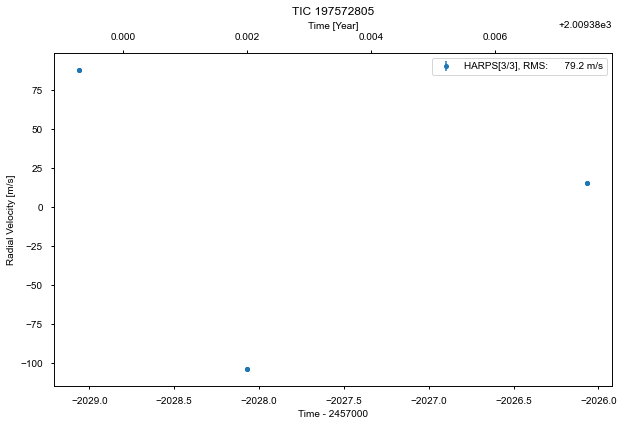 TIC 197572805
Time [Year]
+2.00938e3
0.000 0.002 0.004 0.006
HARPS[3/3], RMS: 79.2 m/s
Radial Velocity [m/s]
75
50
25
0
−25
−50
−75
−100
−2029.0 −2028.5 −2028.0 −2027.5 −2027.0 −2026.5 −2026.0
Time - 2457000